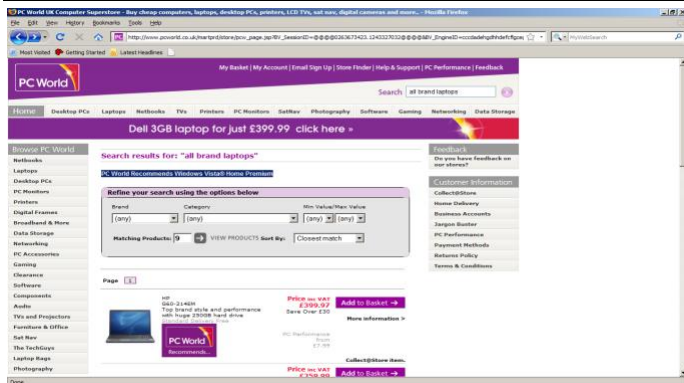 PC World UK Computer Superstore - Buy cheap computers, laptops, desktop PCs, printers, LCD TVs, sat nav, digital cameras and more.. - Mozilla Firefox
File Edit View History Bookmarks Tools Help
Most Visited Getting Started Latest Headlines
MyWebSearch
My Basket | My Account | Email Sign Up | Store Finder | Help & Support | PC Performance | Feedback
PC World
Search all brand laptops
Home Desktop PCs Laptops Netbooks TVs Printers PC Monitors SatNav Photography Software Gaming Networking Data Storage
Dell 3GB laptop for just £399.99 click here »
Browse PC World
Netbooks
Laptops
Desktop PCs
PC Monitors
Printers
Digital Frames
Broadband & More
Data Storage
Networking
PC Accessories
Gaming
Clearance
Software
Components
Audio
TVs and Projectors
Furniture & Office
Sat Nav
The TechGuys
Laptop Bags
Photography
Search results for: "all brand laptops"
PC World Recommends Windows Vista® Home Premium
Refine your search using the options below
Brand Category Min Value/Max Value
(any) (any) (any) (any)
Matching Products: 9 VIEW PRODUCTS Sort By: Closest match
Page 1
HP
G60-214EM
Top brand style and performance
with huge 250GB hard drive
Standard Delivery Free
PC World
Recommends...
Price inc VAT
£399.97
Save Over £30
PC Performance
from
£7.99
Add to Basket
More information >
Collect@Store item.
Price inc VAT
£259.99
Add to Basket
Feedback
Do you have feedback on
our stores?
Customer Information
Collect@Store
Home Delivery
Business Accounts
Jargon Buster
PC Performance
Payment Methods
Returns Policy
Terms & Conditions
Done